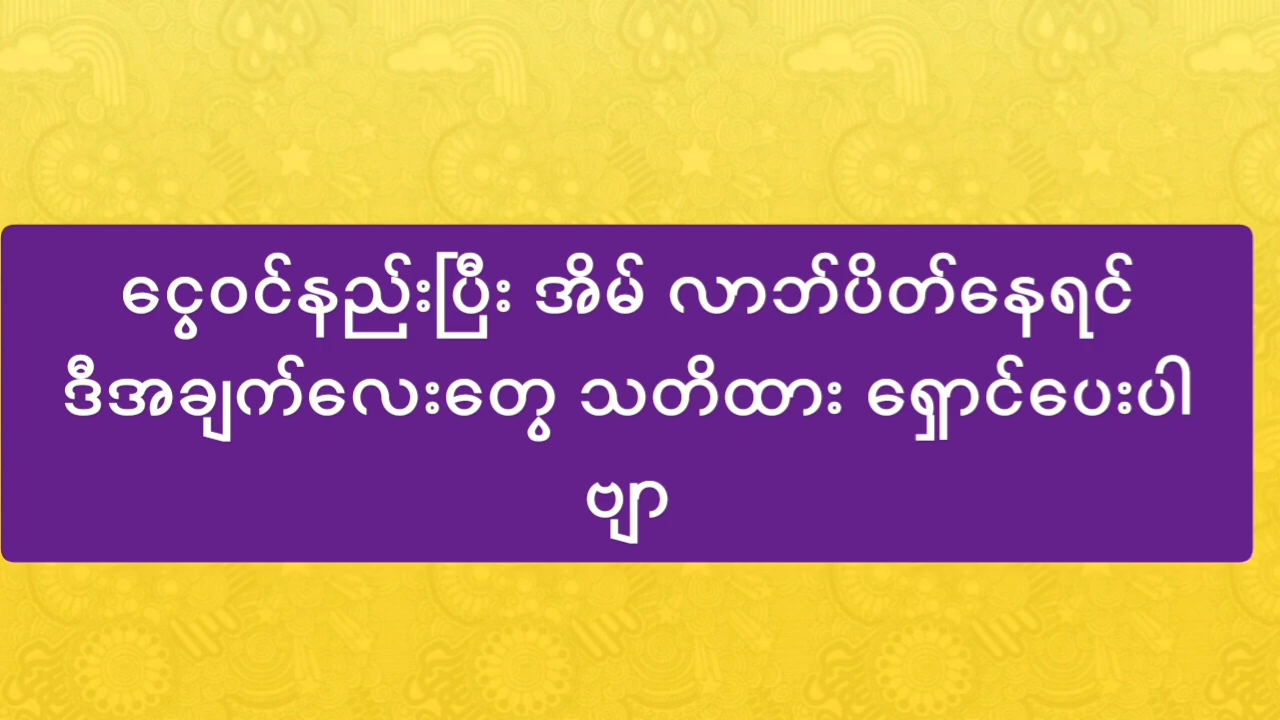 ငွေဝင်နည်းပြီး အိမ် လာဘ်ပိတ်နေရင်
ဒီအချက်လေးတွေ သတိထား ရှောင်ပေးပါ
ဗျာ